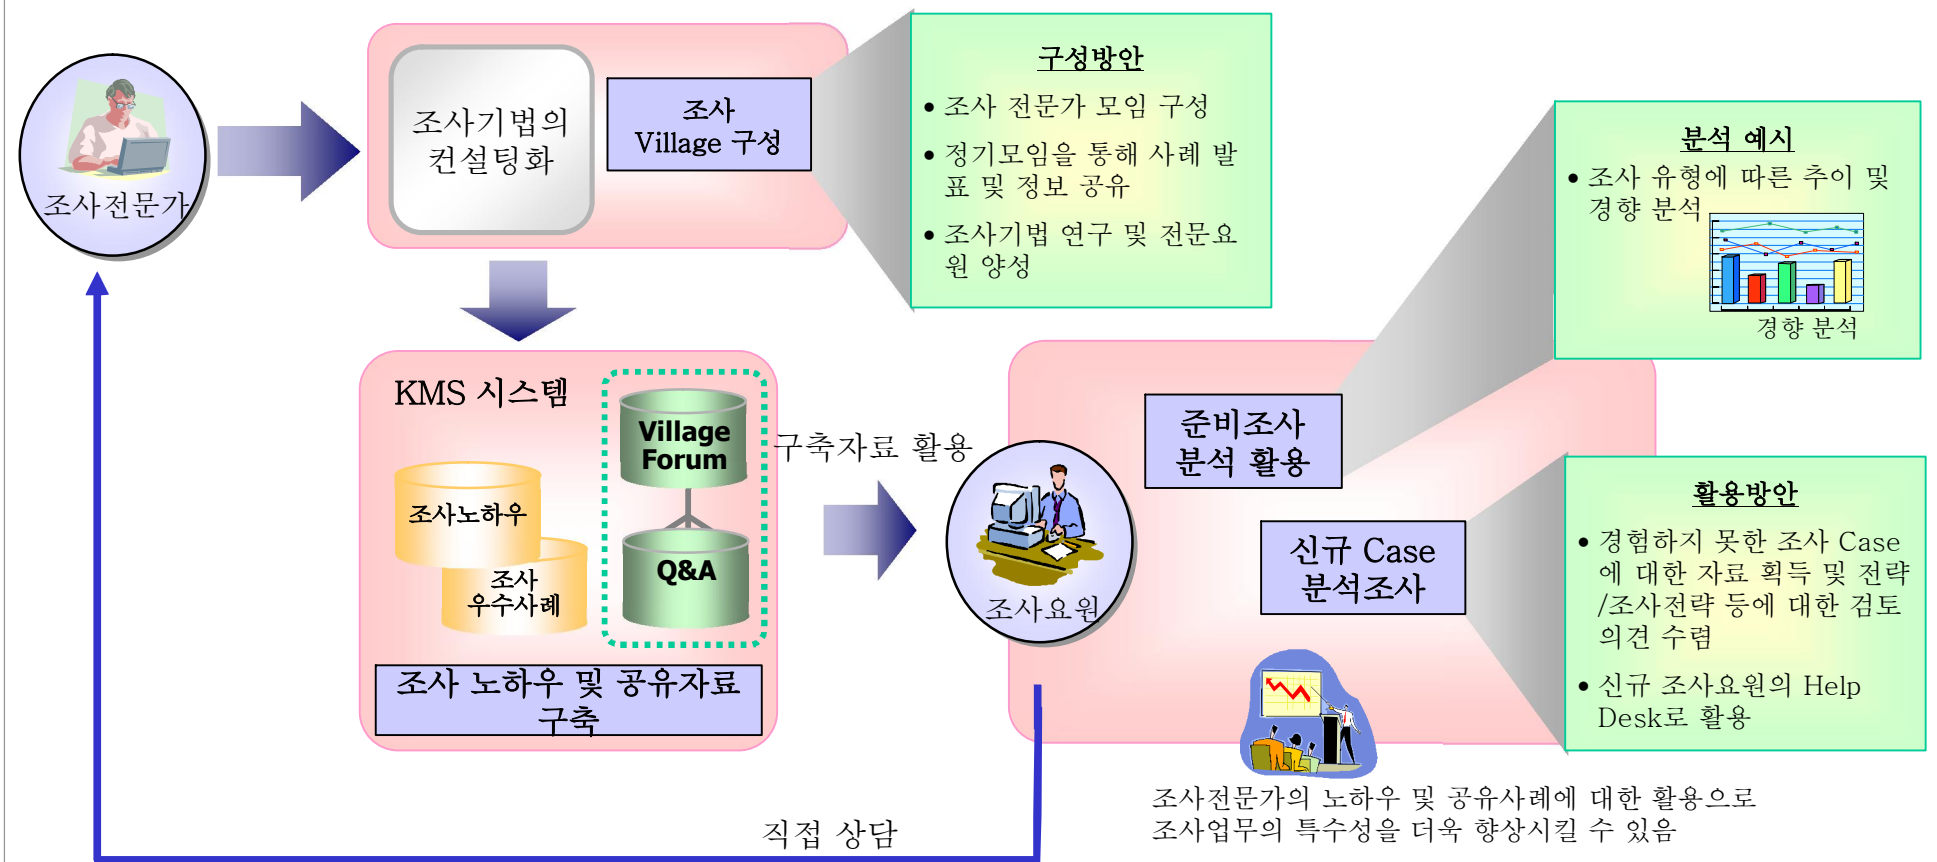 조사전문가
조사기법의
컨설팅화
조사
Village 구성
구성방안
• 조사 전문가 모임 구성
• 정기모임을 통해 사례 발
표 및 정보 공유
• 조사기법 연구 및 전문요
원 양성
분석 예시
• 조사 유형에 따른 추이 및
경향 분석
경향 분석
KMS 시스템
Village
Forum
조사노하우
Q&A
조사
우수사례
조사 노하우 및 공유자료
구축
구축자료 활용
조사요원
준비조사
분석 활용
신규 Case
분석조사
활용방안
• 경험하지 못한 조사 Case
에 대한 자료 획득 및 전략
/조사전략 등에 대한 검토
의견 수렴
• 신규 조사요원의 Help
Desk로 활용
조사전문가의 노하우 및 공유사례에 대한 활용으로
조사업무의 특수성을 더욱 향상시킬 수 있음
직접 상담